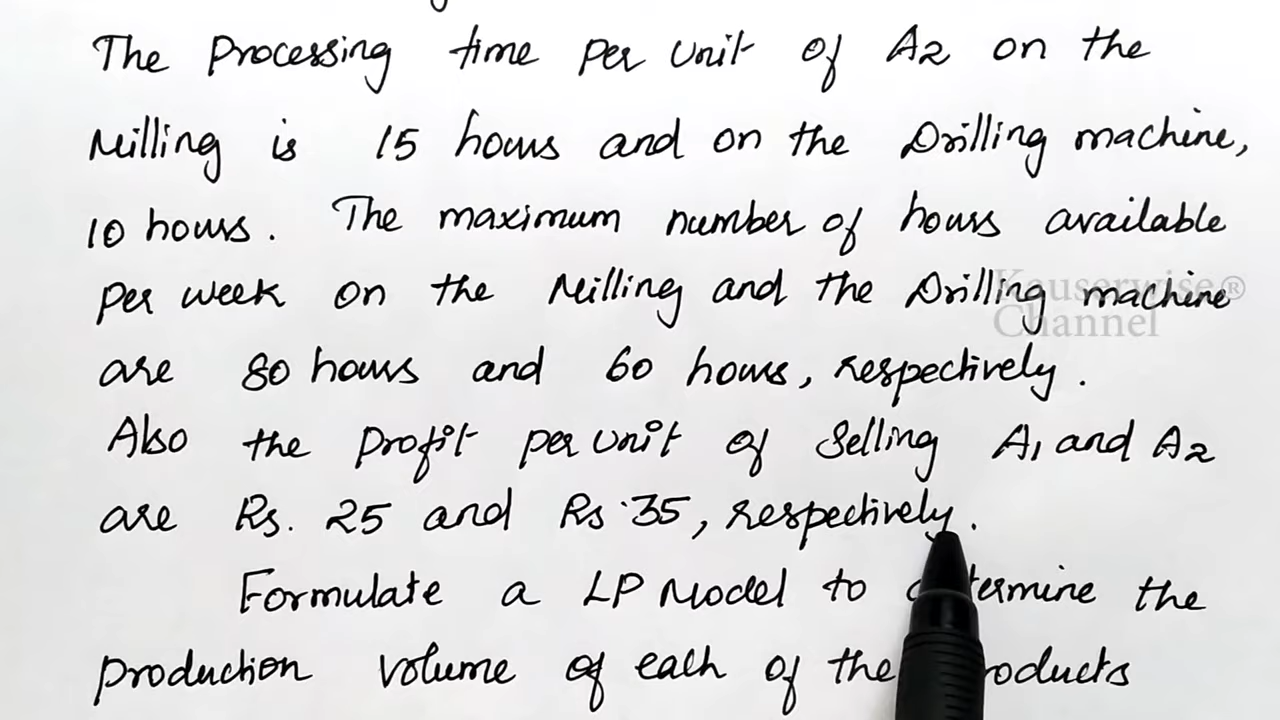 The Processing time Per Unit of A2 on the
Milling is 15 hours and on the Drilling machine,
10 hours. The maximum number of hours available
Per week on the Milling and the Drilling machine
Kauserwise®
Channel
are 80 hours and 60 hours, respectively.
Also the Profit per unit of Selling A1 and A2
are Rs. 25 and Rs.35, respectively.
Formulate a LP Model to the
production volume of each of the